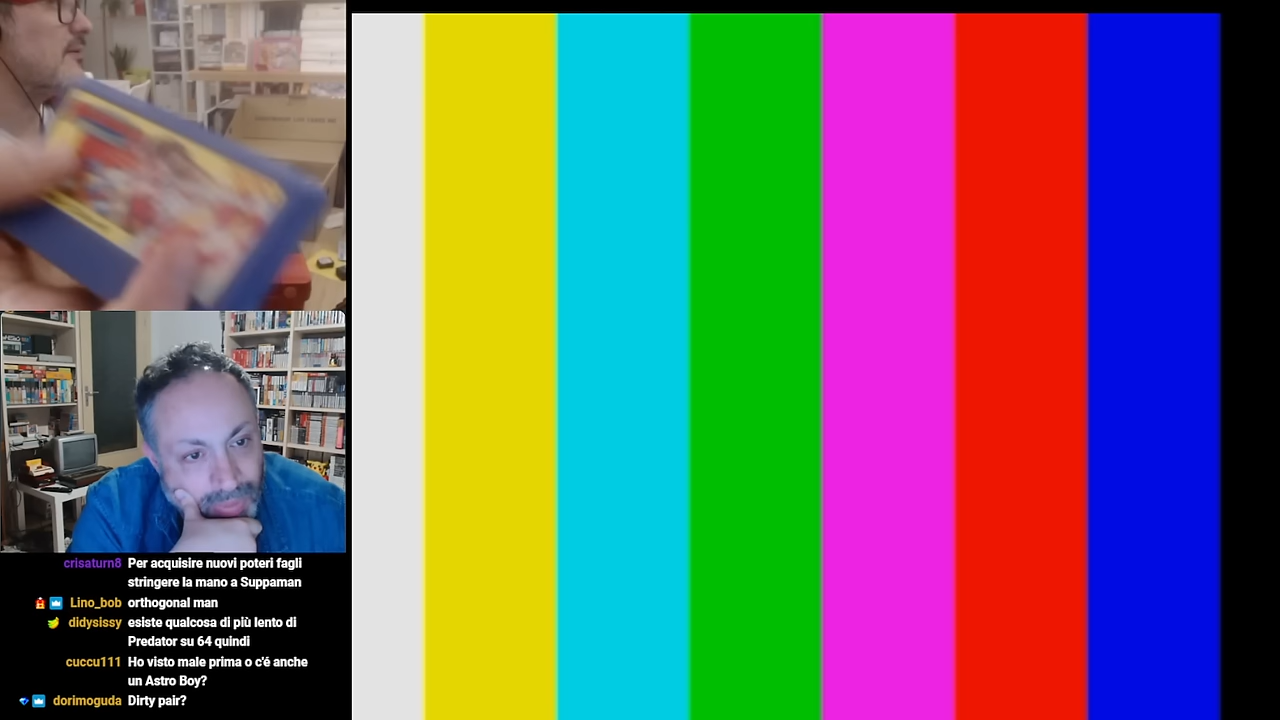 crisaturn8 Per acquisire nuovi poteri fagli
stringere la mano a Suppaman
Lino_bob orthogonal man
didysissy esiste qualcosa di più lento di
Predator su 64 quindi
cuccu111 Ho visto male prima o c'é anche
un Astro Boy?
dorimoguda Dirty pair?